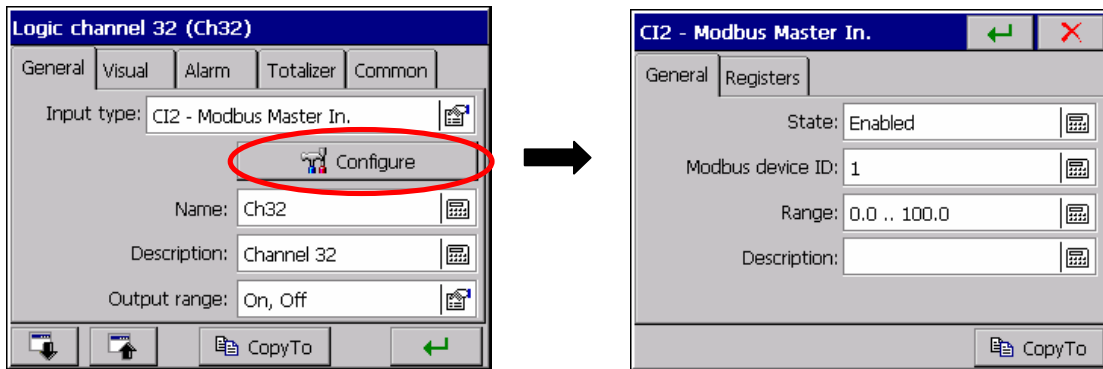 Logic channel 32 (Ch32)
General Visual Alarm Totalizer Common
Input type: CI2 - Modbus Master In.
Configure
Name: Ch32
Description: Channel 32
Output range: On, Off
CopyTo
CI2 - Modbus Master In.
General Registers
State: Enabled
Modbus device ID: 1
Range: 0.0 .. 100.0
Description:
CopyTo